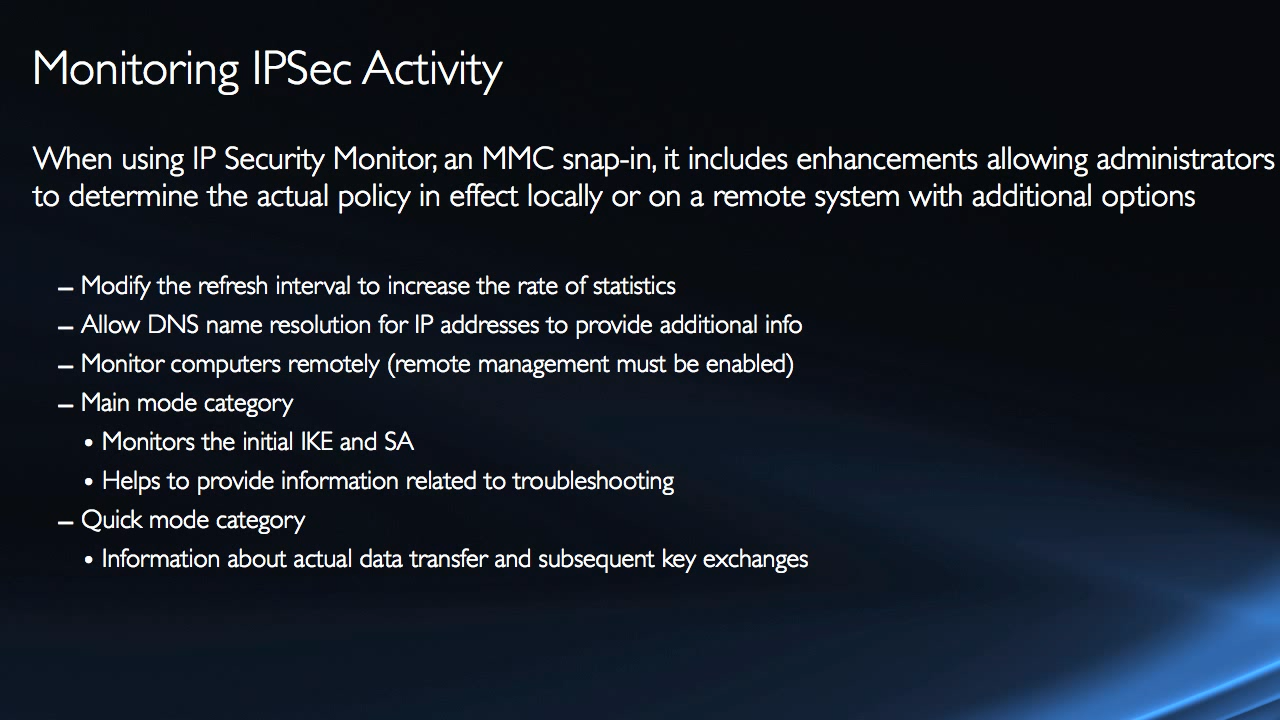 Monitoring IPSec Activity
When using IP Security Monitor, an MMC snap-in, it includes enhancements allowing administrators
to determine the actual policy in effect locally or on a remote system with additional options
– Modify the refresh interval to increase the rate of statistics
– Allow DNS name resolution for IP addresses to provide additional info
– Monitor computers remotely (remote management must be enabled)
– Main mode category
• Monitors the initial IKE and SA
• Helps to provide information related to troubleshooting
– Quick mode category
• Information about actual data transfer and subsequent key exchanges